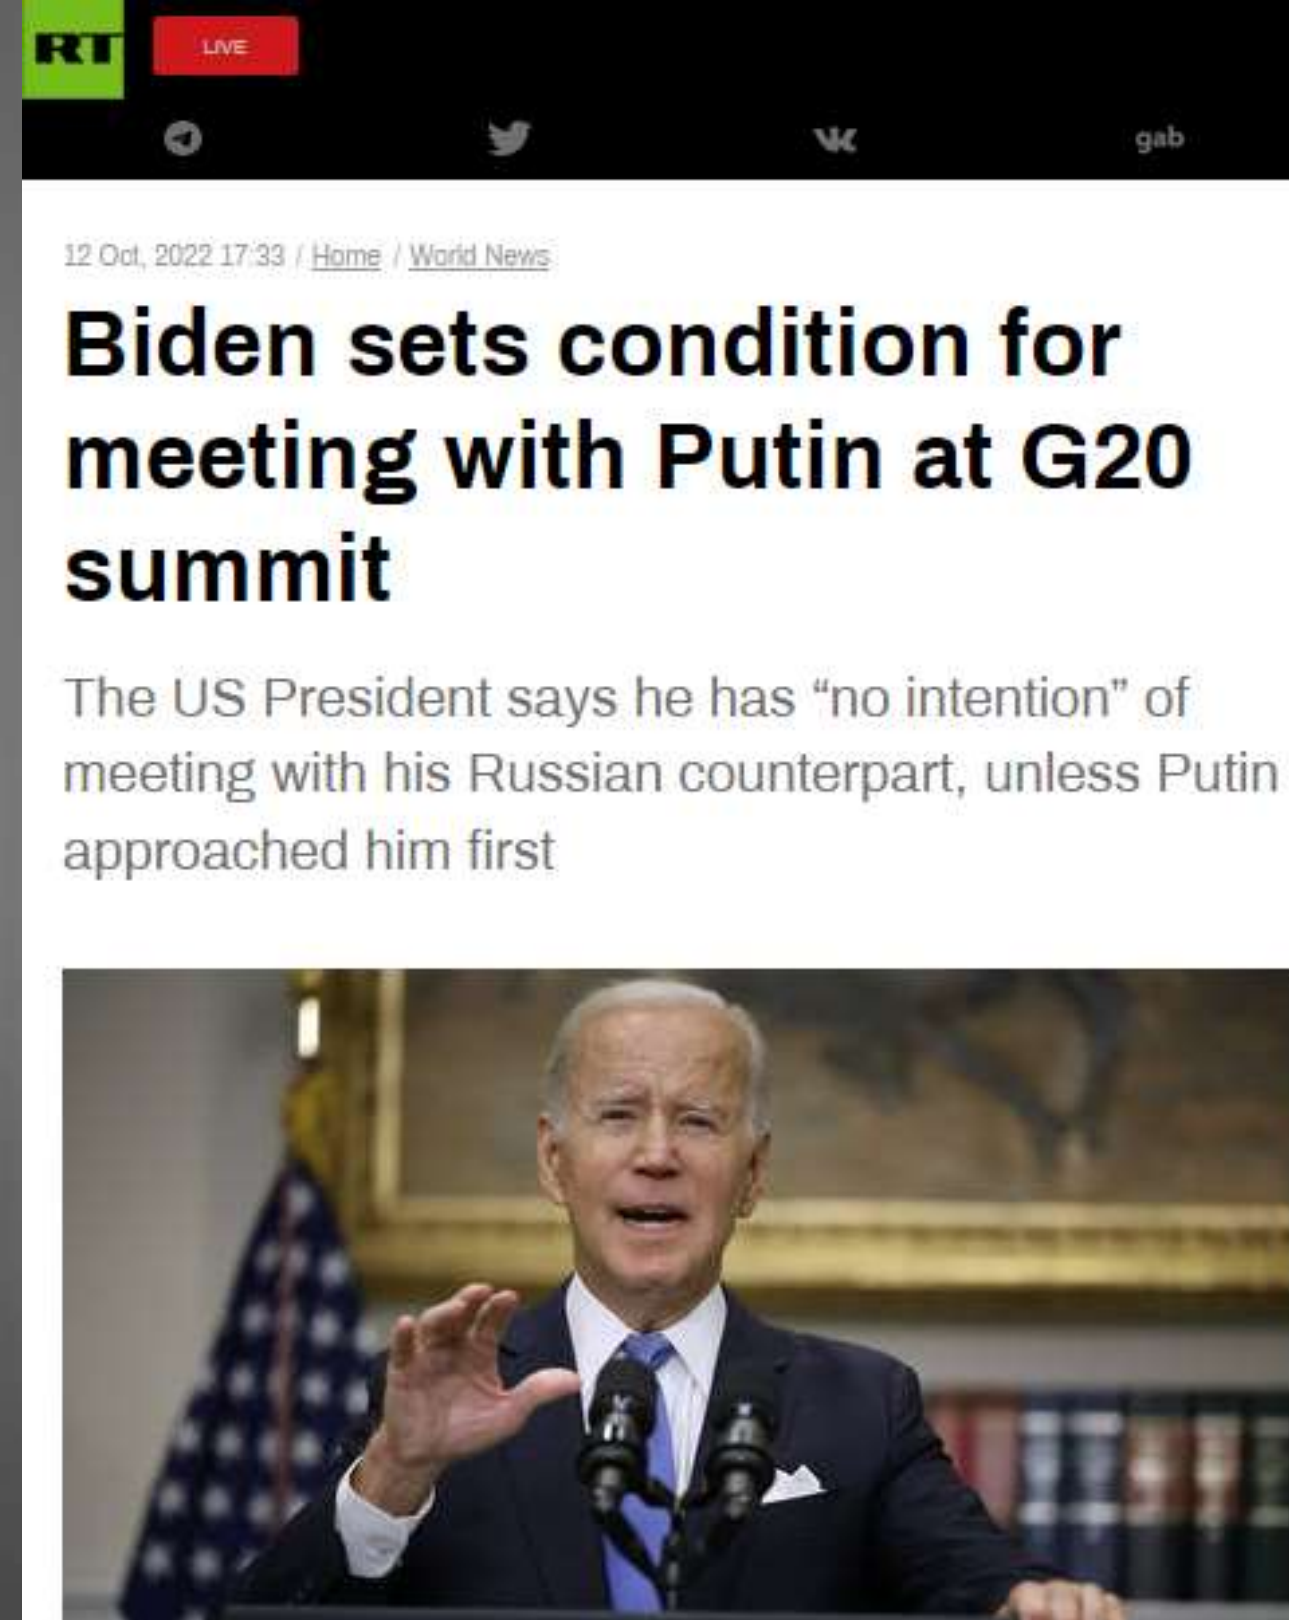 RT
LIVE
gab
12 Oct, 2022 17:33 / Home / World News
Biden sets condition for
meeting with Putin at G20
summit
The US President says he has “no intention” of
meeting with his Russian counterpart, unless Putin
approached him first